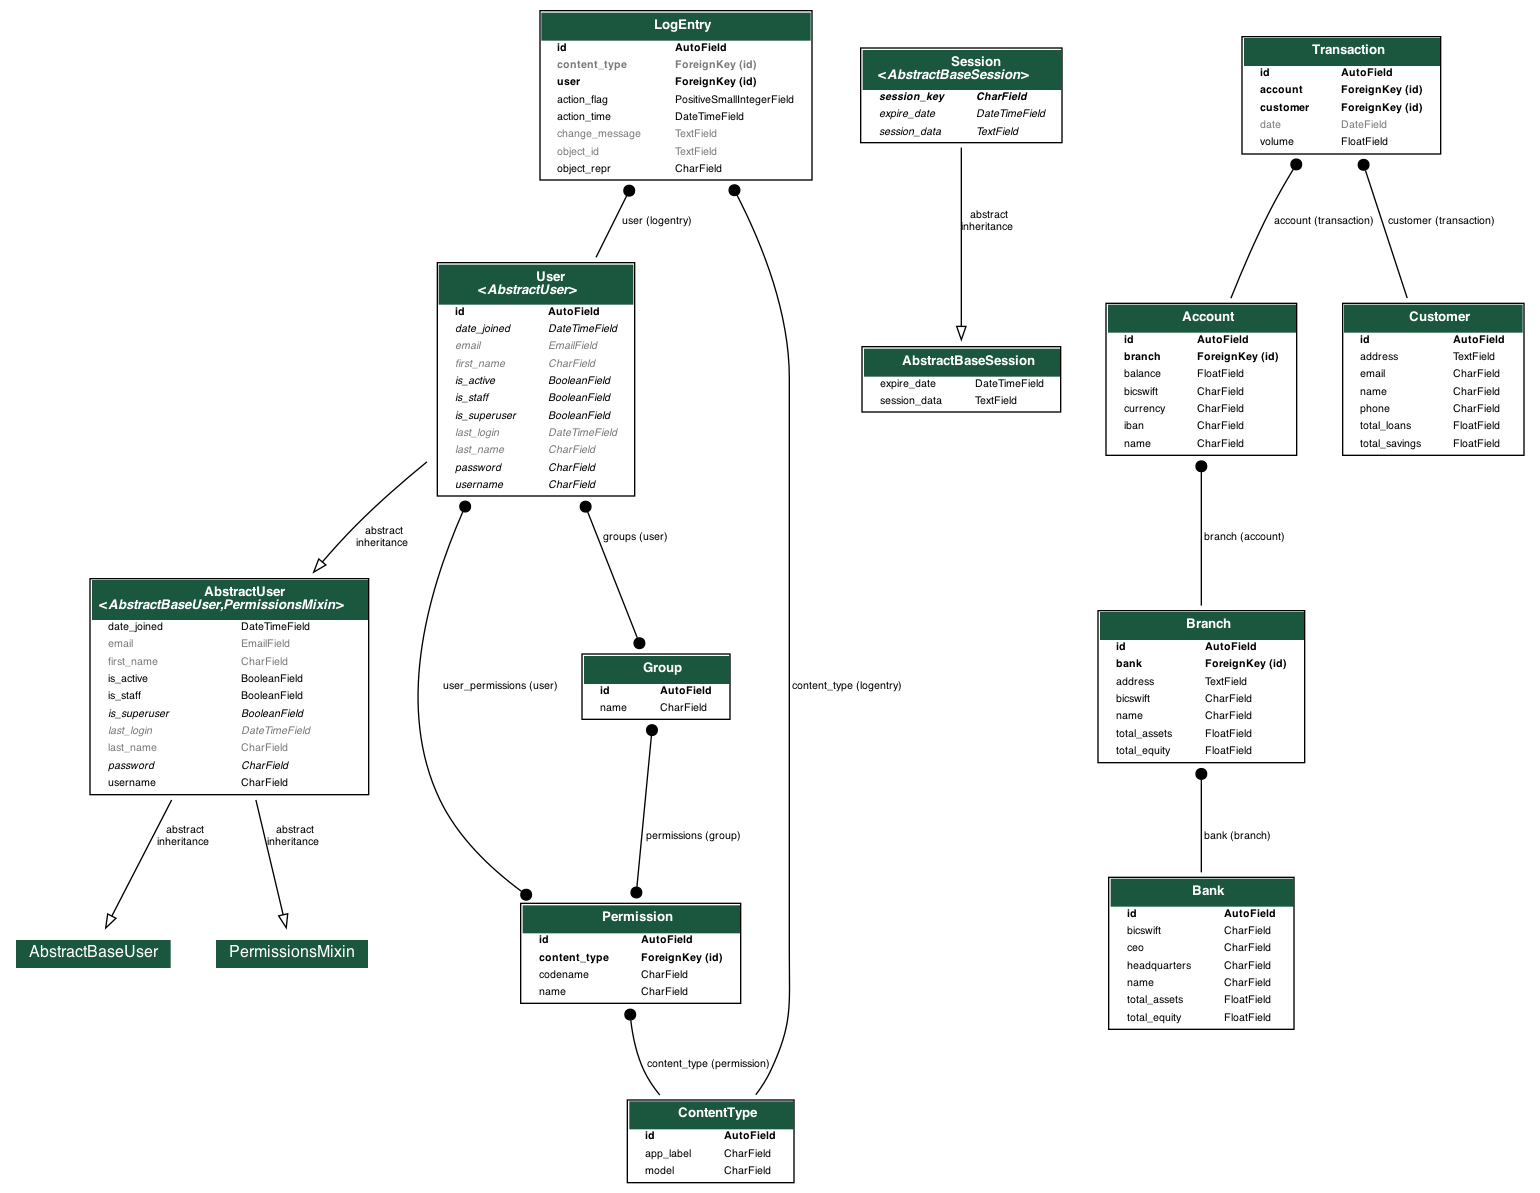 LogEntry
id AutoField
content_type ForeignKey (id)
user ForeignKey (id)
action_flag PositiveSmallIntegerField
action_time DateTimeField
change_message TextField
object_id TextField
object_repr CharField
Session
<AbstractBaseSession>
session_key CharField
expire_date DateTimeField
session_data TextField
Transaction
id AutoField
account ForeignKey (id)
customer ForeignKey (id)
date DateField
volume FloatField
user (logentry)
abstract
inheritance
account (transaction)
customer (transaction)
User
<AbstractUser>
id AutoField
date_joined DateTimeField
email EmailField
first_name CharField
is_active BooleanField
is_staff BooleanField
is_superuser BooleanField
last_login DateTimeField
last_name CharField
password CharField
username CharField
AbstractBaseSession
expire_date DateTimeField
session_data TextField
Account
id AutoField
branch ForeignKey (id)
balance FloatField
bicswift CharField
currency CharField
iban CharField
name CharField
Customer
id AutoField
address TextField
email CharField
name CharField
phone CharField
total_loans FloatField
total_savings FloatField
abstract
inheritance
groups (user)
branch (account)
AbstractUser
<AbstractBaseUser,PermissionsMixin>
date_joined DateTimeField
email EmailField
first_name CharField
is_active BooleanField
is_staff BooleanField
is_superuser BooleanField
last_login DateTimeField
last_name CharField
password CharField
username CharField
user_permissions (user)
Group
id AutoField
name CharField
content_type (logentry)
Branch
id AutoField
bank ForeignKey (id)
address TextField
bicswift CharField
name CharField
total_assets FloatField
total_equity FloatField
abstract
inheritance
abstract
inheritance
permissions (group)
bank (branch)
AbstractBaseUser
PermissionsMixin
Permission
id AutoField
content_type ForeignKey (id)
codename CharField
name CharField
Bank
id AutoField
bicswift CharField
ceo CharField
headquarters CharField
name CharField
total_assets FloatField
total_equity FloatField
content_type (permission)
ContentType
id AutoField
app_label CharField
model CharField